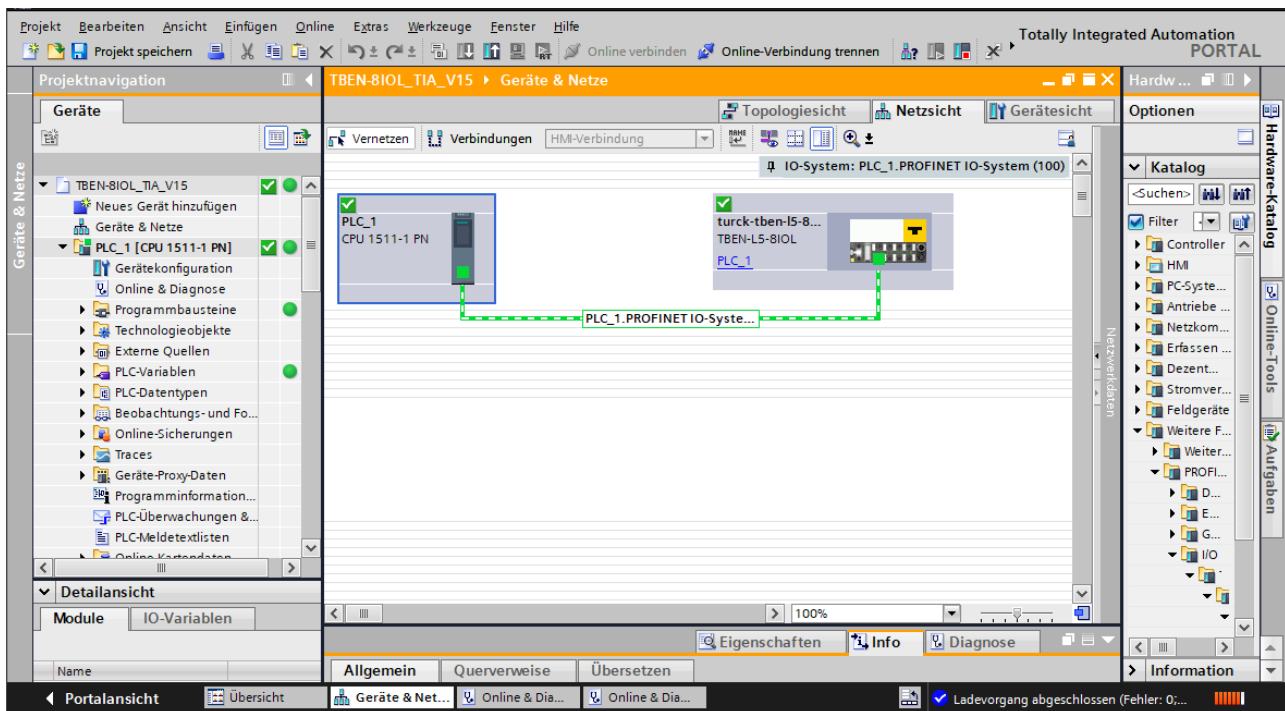 Projekt Bearbeiten Ansicht Einfügen Online Extras Werkzeuge Fenster Hilfe
Totally Integrated Automation
PORTAL
Projekt speichern
Online verbinden
Online-Verbindung trennen
Projektnavigation
TBEN-8IOL_TIA_V15
Geräte & Netze
Hardw ...
Geräte
Topologiesicht
Netzsicht
Gerätesicht
Optionen
Vernetzen
Verbindungen
HMI-Verbindung
IO-System: PLC_1.PROFINET IO-System (100)
Geräte & Netze
TBEN-8IOL_TIA_V15
Neues Gerät hinzufügen
Geräte & Netze
PLC_1 [CPU 1511-1 PN]
Gerätekonfiguration
Online & Diagnose
Programmbausteine
Technologieobjekte
Externe Quellen
PLC-Variablen
PLC-Datentypen
Beobachtungs- und Fo...
Online-Sicherungen
Traces
Geräte-Proxy-Daten
Programminformation...
PLC-Überwachungen &...
PLC-Meldetextlisten
Online Kartendaten
PLC_1
CPU 1511-1 PN
turck-tben-l5-8...
TBEN-L5-8IOL
PLC_1
PLC_1.PROFINET IO-Syste...
Netzwerkdaten
Katalog
<Suchen>
Filter
Controller
HMI
PC-Syste...
Antriebe ...
Netzkom...
Erfassen ...
Dezent...
Stromver...
Feldgeräte
Weitere F...
Weiter...
PROFI...
D...
E...
G...
I/O
Hardware-Katalog
Online-Tools
Aufgaben
Detailansicht
Module
IO-Variablen
Name
100%
Eigenschaften
Info
Diagnose
Allgemein
Querverweise
Übersetzen
Information
Portalansicht
Übersicht
Geräte & Net...
Online & Dia...
Online & Dia...
Ladevorgang abgeschlossen (Fehler: 0;...